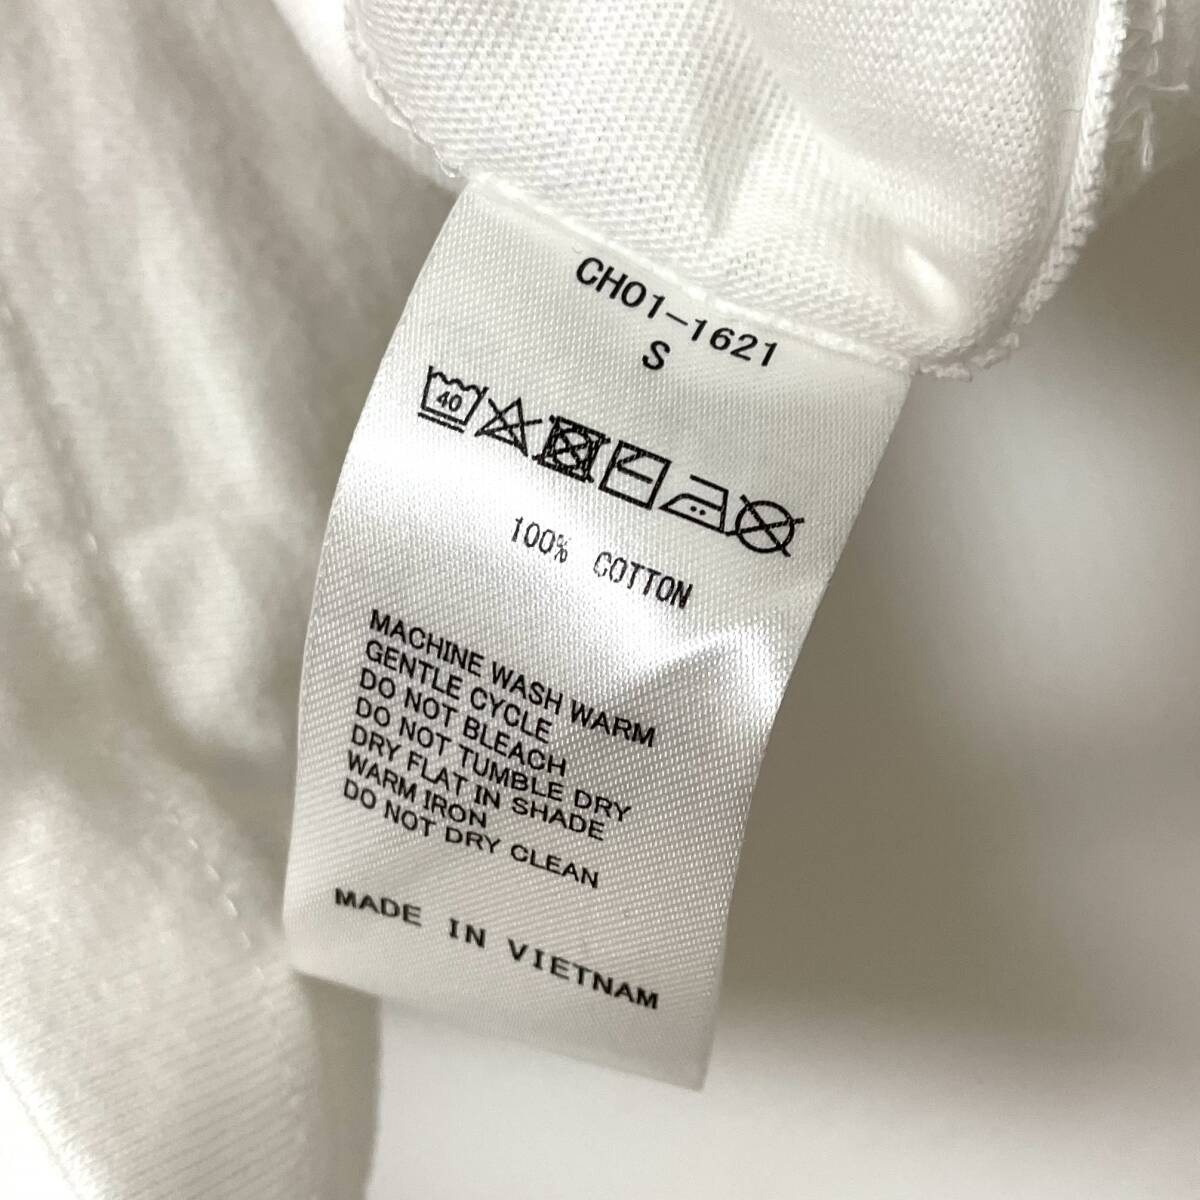 CH01-1621
S
40
100% COTTON
MACHINE WASH WARM
GENTLE CYCLE
DO NOT BLEACH
DO NOT TUMBLE DRY
DRY FLAT IN SHADE
WARM IRON
DO NOT DRY CLEAN
MADE IN VIETNAM